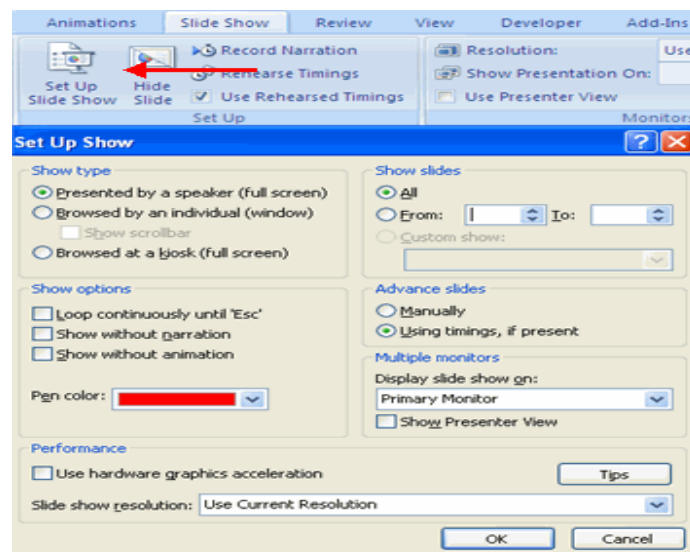 Animations Slide Show Review View Developer Add-Ins
Record Narration
Rehearse Timings
Use Rehearsed Timings
Set Up
Slide Show
Hide
Slide
Set Up
Resolution: Use
Show Presentation On:
Use Presenter View
Monitors
Set Up Show
Show type
Presented by a speaker (full screen)
Browsed by an individual (window)
Show scrollbar
Browsed at a kiosk (full screen)
Show slides
All
From: To:
Custom show:
Show options
Loop continuously until 'Esc'
Show without narration
Show without animation
Pen color:
Advance slides
Manually
Using timings, if present
Multiple monitors
Display slide show on:
Primary Monitor
Show Presenter View
Performance
Use hardware graphics acceleration
Tips
Slide show resolution: Use Current Resolution
OK Cancel